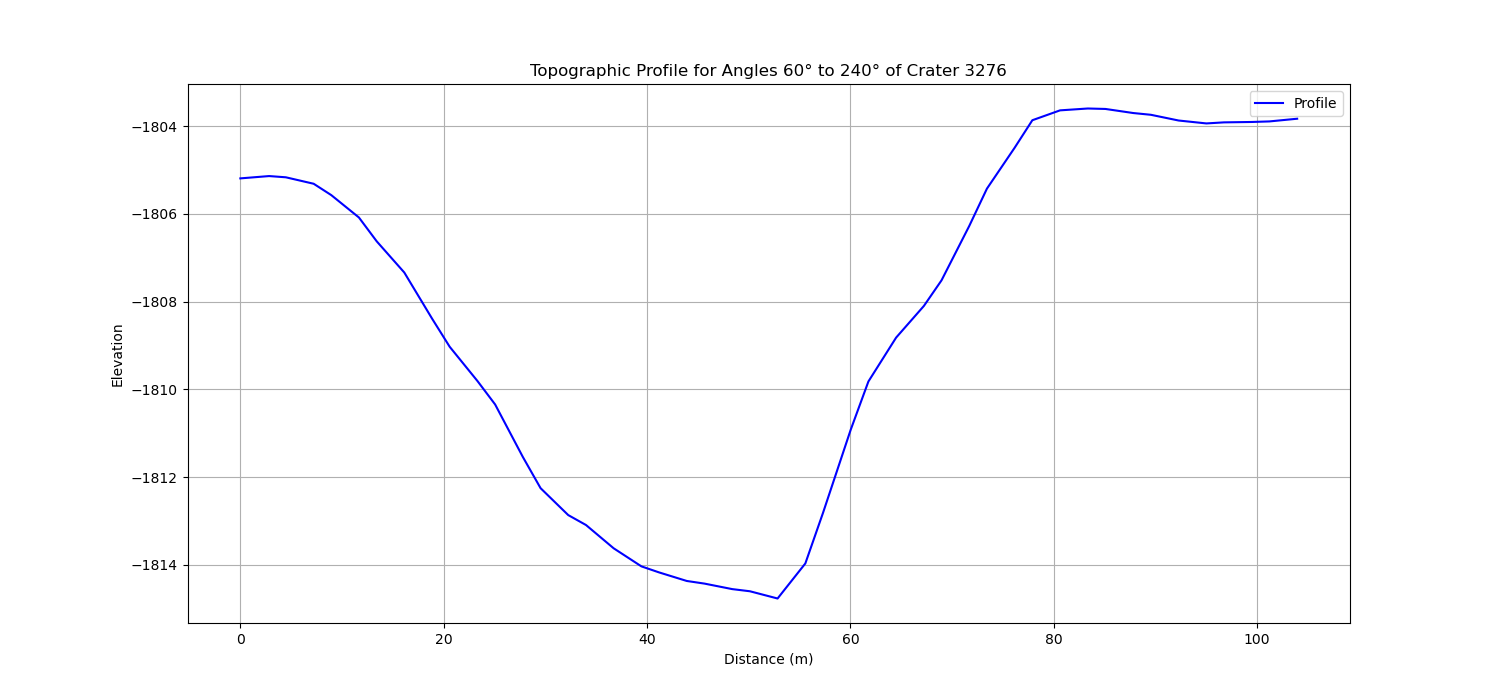 Topographic Profile for Angles 60° to 240° of Crater 3276
Profile
−1804
−1806
−1808
−1810
−1812
−1814
Elevation
0 20 40 60 80 100
Distance (m)